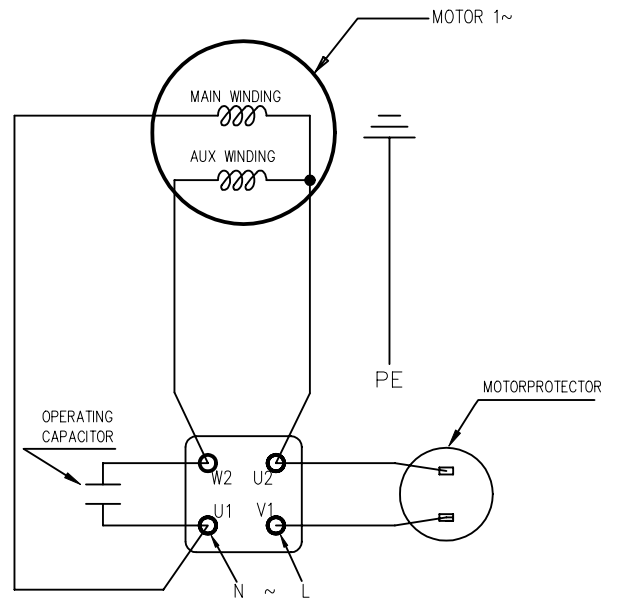 MOTOR 1~
MAIN WINDING
AUX WINDING
PE
MOTORPROTECTOR
OPERATING
CAPACITOR
W2
U2
U1
V1
N ~ L